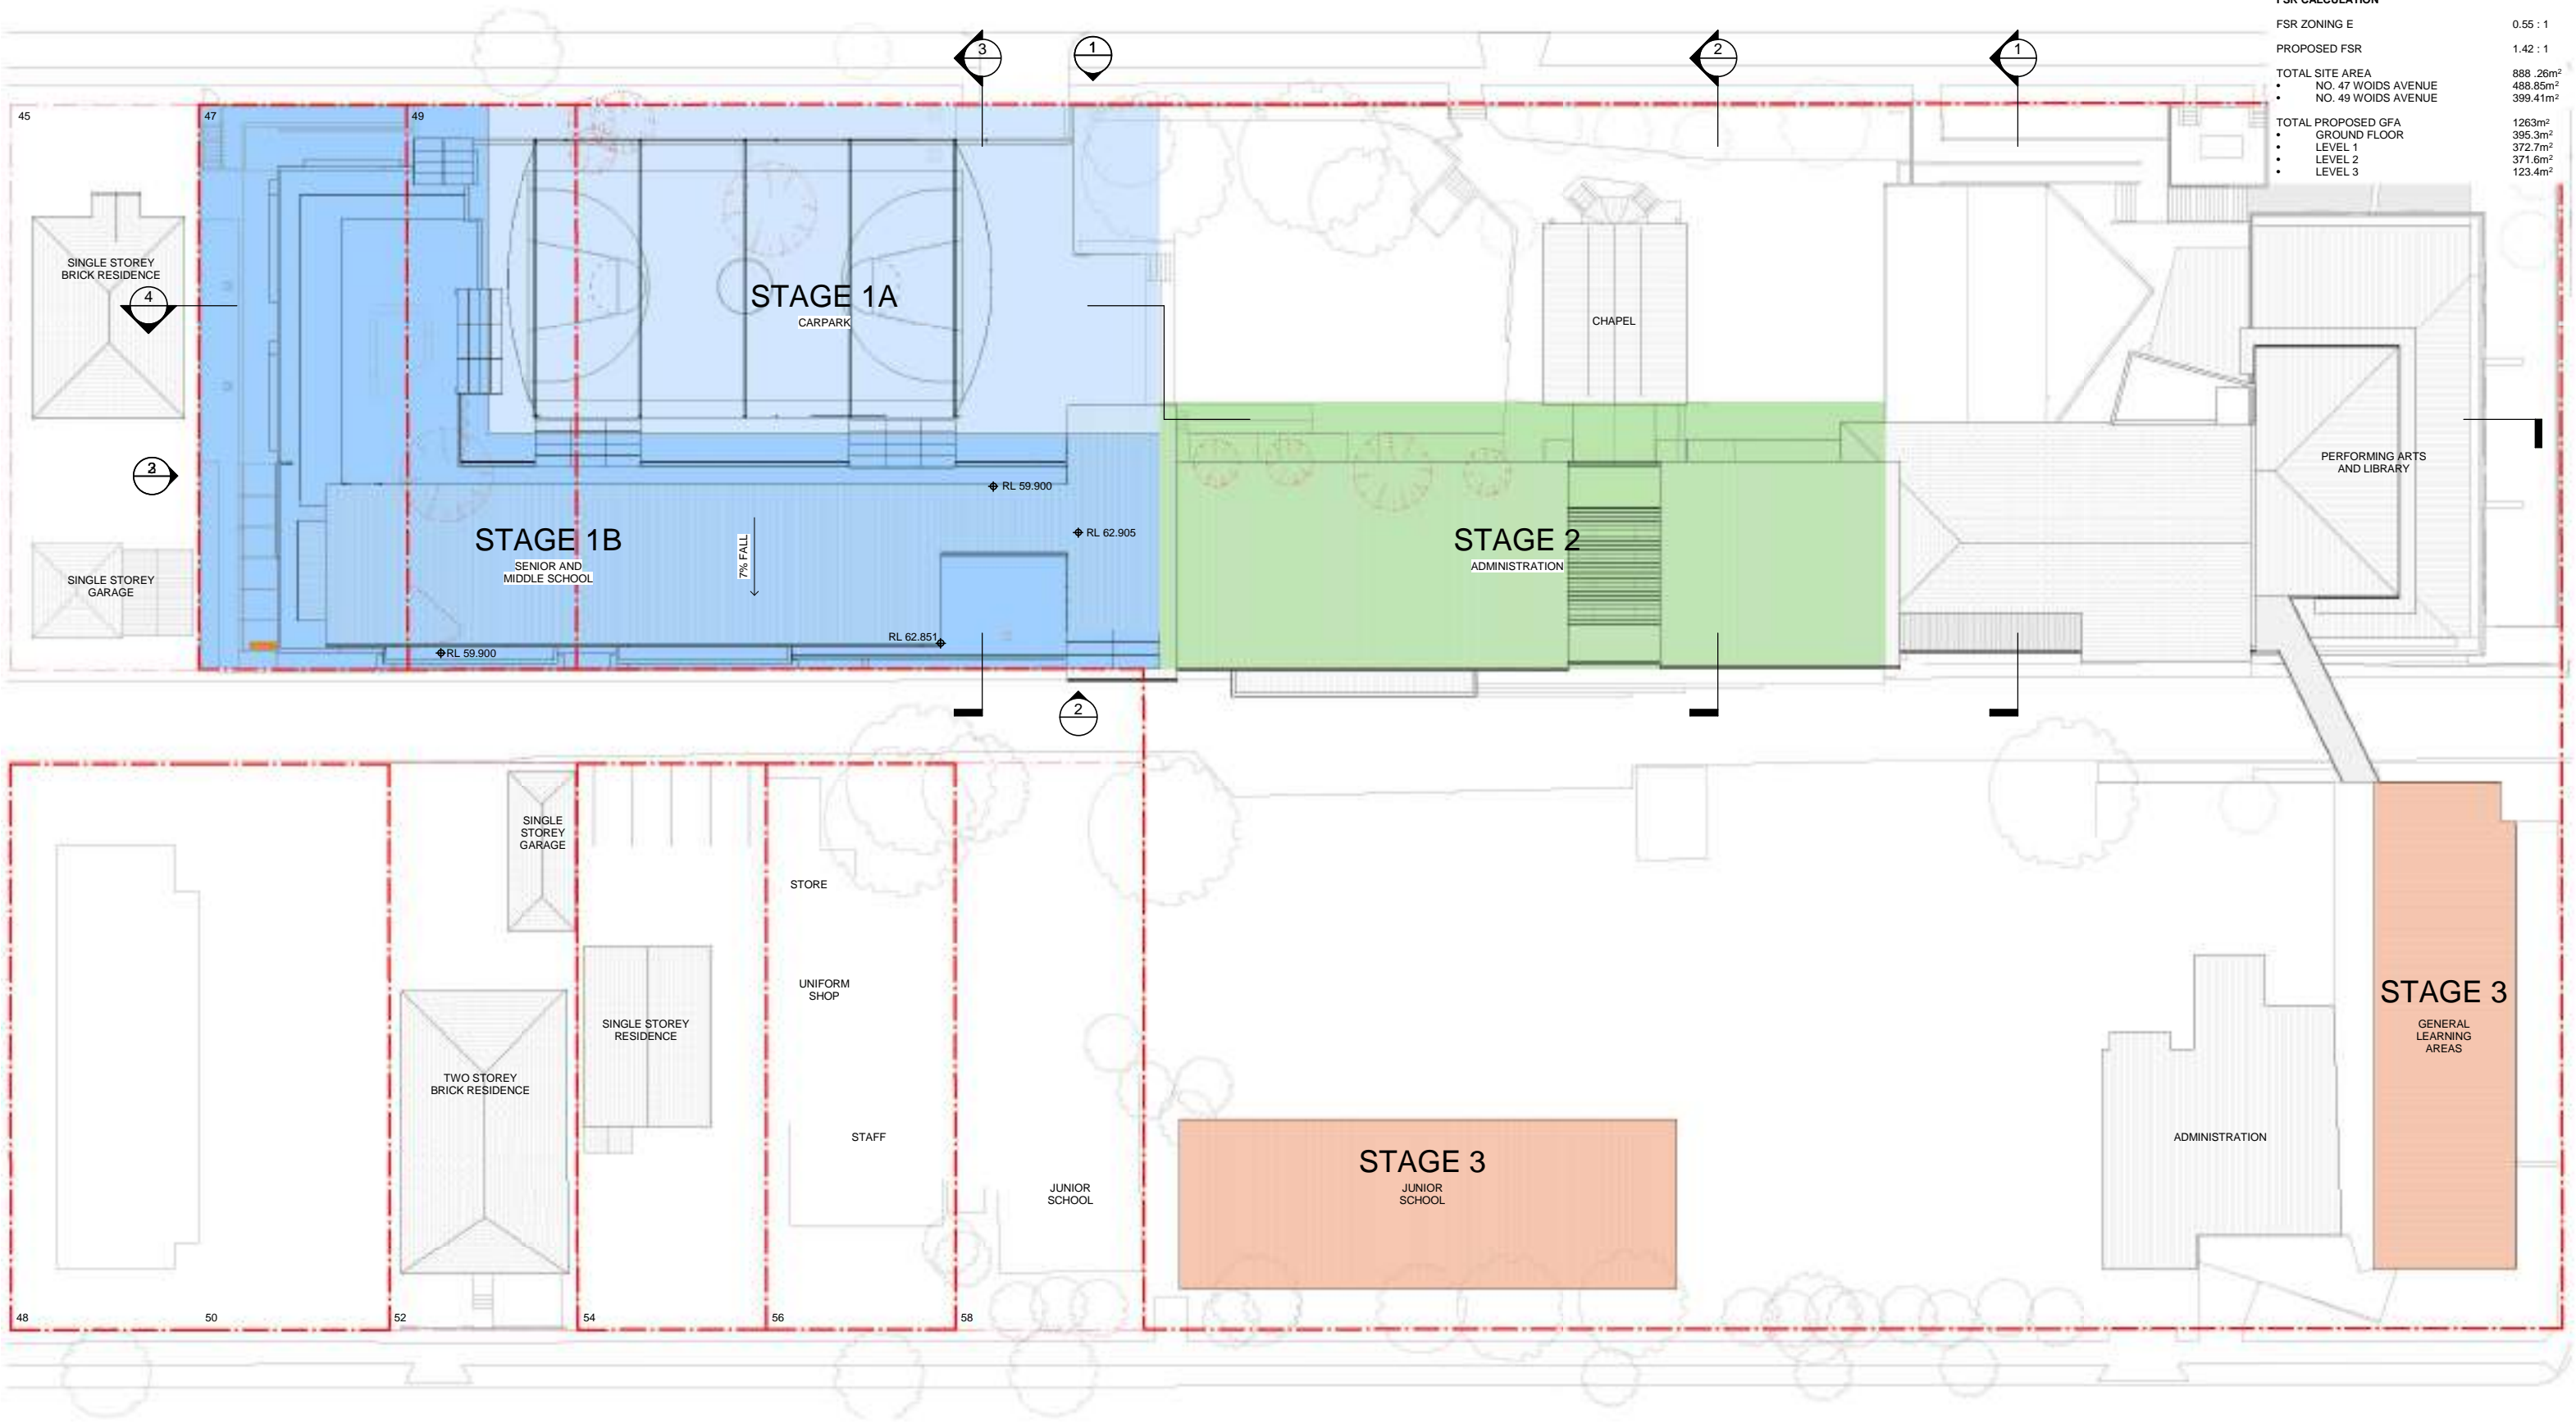 FSR CALCULATION
FSR ZONING E 0.55 : 1
PROPOSED FSR 1.42 : 1
TOTAL SITE AREA 888 .26m²
• NO. 47 WOIDS AVENUE 488.85m²
• NO. 49 WOIDS AVENUE 399.41m²
TOTAL PROPOSED GFA 1263m²
• GROUND FLOOR 395.3m²
• LEVEL 1 372.7m²
• LEVEL 2 371.6m²
• LEVEL 3 123.4m²
3
1
2
1
45
47
49
SINGLE STOREY
BRICK RESIDENCE
4
STAGE 1A
CARPARK
CHAPEL
PERFORMING ARTS
AND LIBRARY
RL 59.900
RL 62.905
STAGE 1B
SENIOR AND
MIDDLE SCHOOL
7% FALL
STAGE 2
ADMINISTRATION
SINGLE STOREY
GARAGE
RL 62.851
RL 59.900
2
SINGLE
STOREY
GARAGE
STORE
UNIFORM
SHOP
SINGLE STOREY
RESIDENCE
TWO STOREY
BRICK RESIDENCE
STAFF
JUNIOR
SCHOOL
STAGE 3
JUNIOR
SCHOOL
ADMINISTRATION
STAGE 3
GENERAL
LEARNING
AREAS
48
50
52
54
56
58